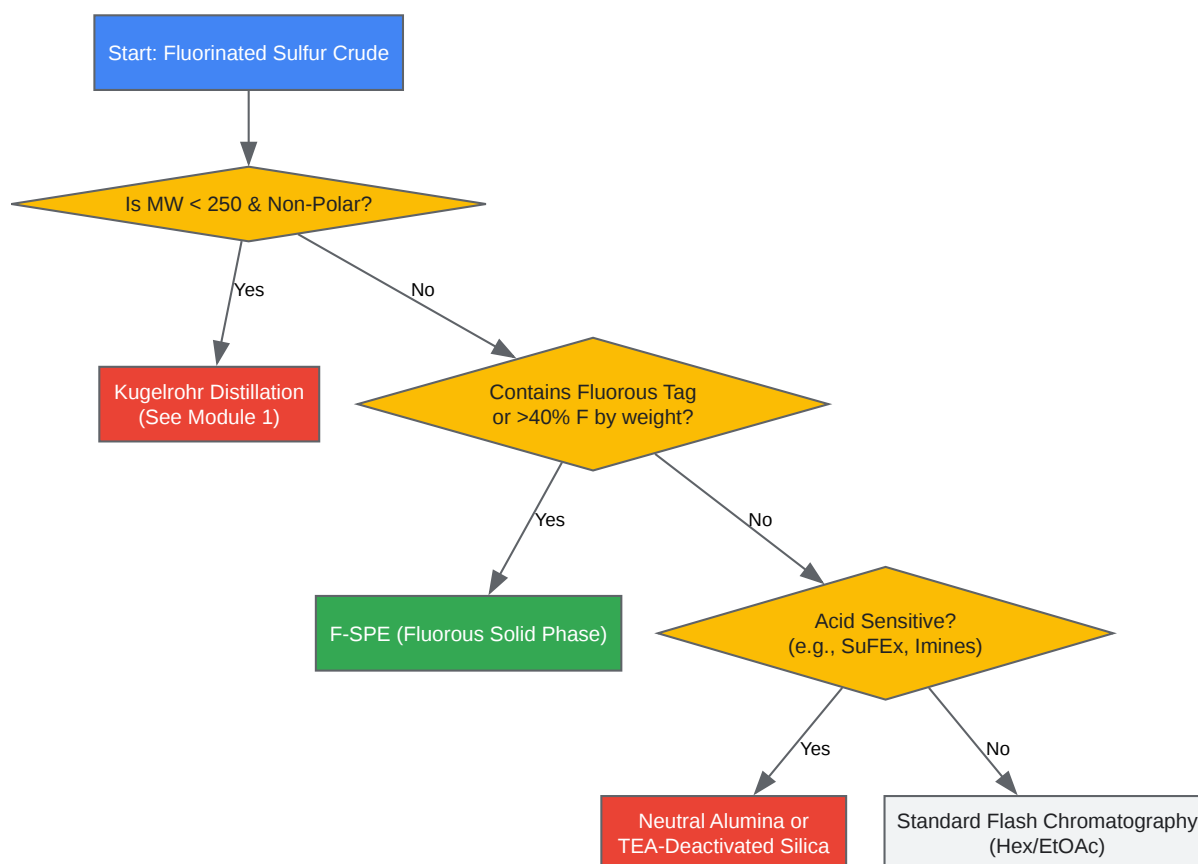 Start: Fluorinated Sulfur Crude
Is MW < 250 & Non-Polar?
Yes
No
Kugelrohr Distillation
(See Module 1)
Contains Fluorous Tag
or >40% F by weight?
Yes
No
F-SPE (Fluorous Solid Phase)
Acid Sensitive?
(e.g., SuFEx, Imines)
Yes
No
Neutral Alumina or
TEA-Deactivated Silica
Standard Flash Chromatography
(Hex/EtOAc)